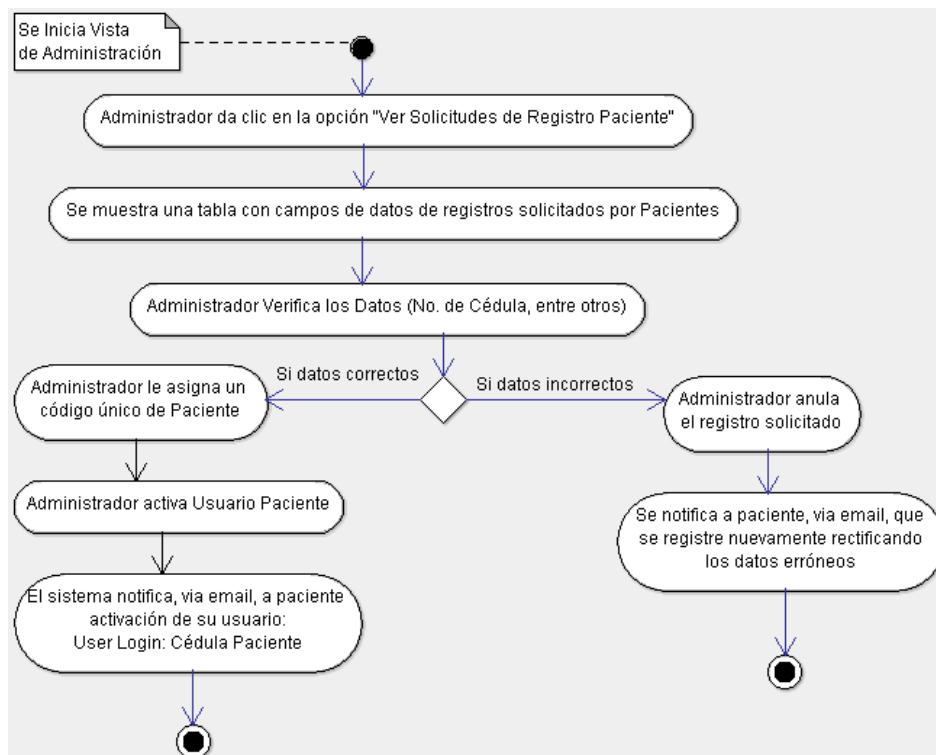 Se Inicia Vista
de Administración
Administrador da clic en la opción "Ver Solicitudes de Registro Paciente"
Se muestra una tabla con campos de datos de registros solicitados por Pacientes
Administrador Verifica los Datos (No. de Cédula, entre otros)
Si datos correctos
Si datos incorrectos
Administrador le asigna un
código único de Paciente
Administrador anula
el registro solicitado
Administrador activa Usuario Paciente
Se notifica a paciente, via email, que
se registre nuevamente rectificando
los datos erróneos
El sistema notifica, via email, a paciente
activación de su usuario:
User Login: Cédula Paciente